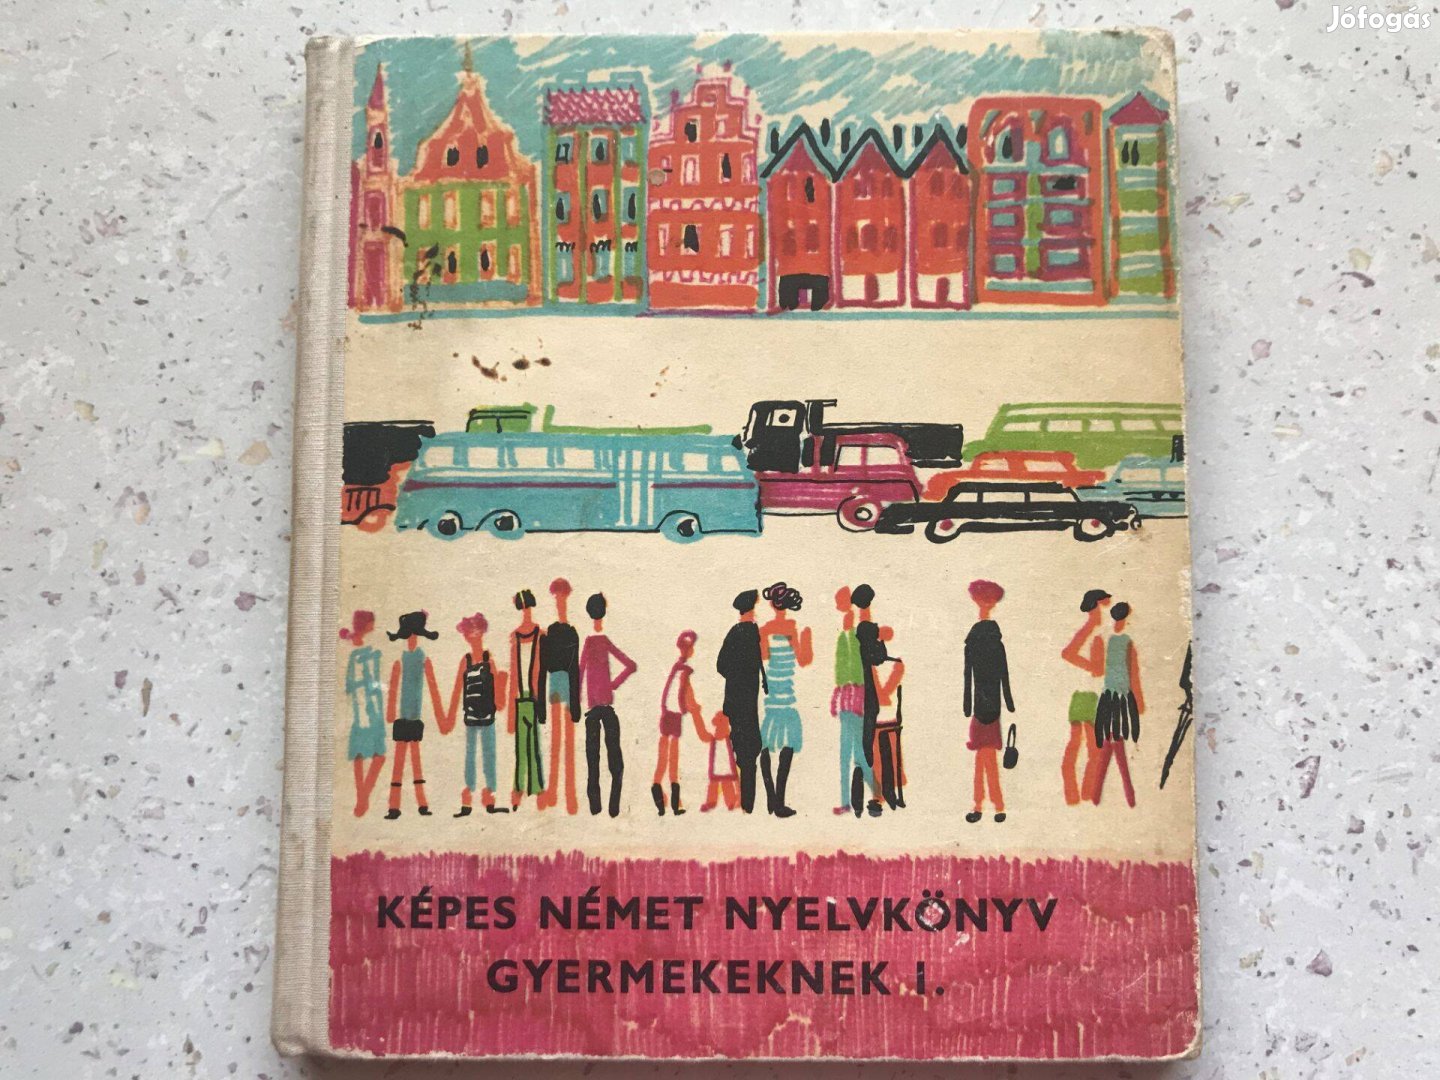 Jófogás
KÉPES NÉMET NYELVKÖNYV
GYERMEKEKNEK I.